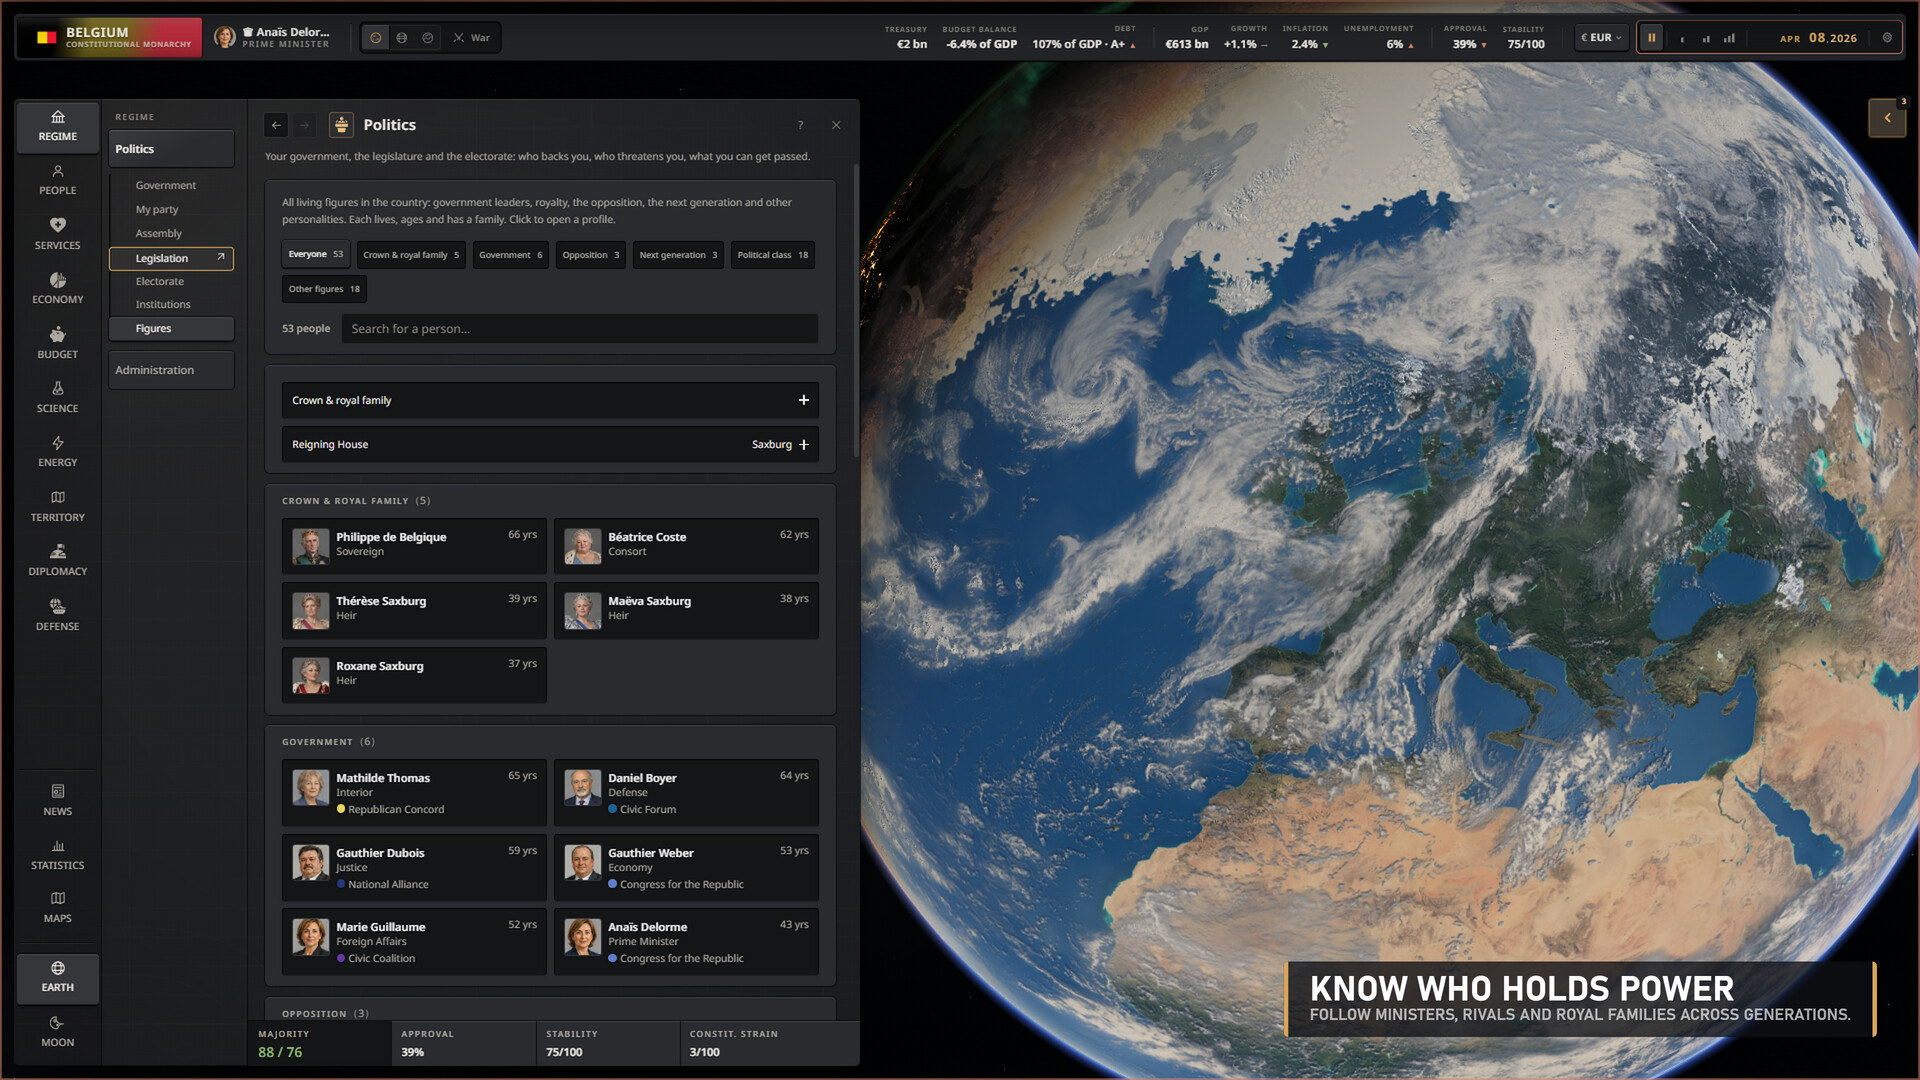 BELGIUM
CONSTITUTIONAL MONARCHY
Anaïs Delor...
PRIME MINISTER
War
TREASURY
€2 bn
BUDGET BALANCE
-6.4% of GDP
DEBT
107% of GDP · A+
GDP
€613 bn
GROWTH
+1.1%
INFLATION
2.4%
UNEMPLOYMENT
6%
APPROVAL
39%
STABILITY
75/100
€ EUR
APR 08, 2026
3
REGIME
PEOPLE
SERVICES
ECONOMY
BUDGET
SCIENCE
ENERGY
TERRITORY
DIPLOMACY
DEFENSE
NEWS
STATISTICS
MAPS
EARTH
MOON
REGIME
Politics
Government
My party
Assembly
Legislation
Electorate
Institutions
Figures
Administration
Politics
?
Your government, the legislature and the electorate: who backs you, who threatens you, what you can get passed.
All living figures in the country: government leaders, royalty, the opposition, the next generation and other
personalities. Each lives, ages and has a family. Click to open a profile.
Everyone 53
Crown & royal family 5
Government 6
Opposition 3
Next generation 3
Political class 18
Other figures 18
53 people
Search for a person...
Crown & royal family
Reigning House
Saxburg
CROWN & ROYAL FAMILY (5)
Philippe de Belgique
66 yrs
Sovereign
Béatrice Coste
62 yrs
Consort
Thérèse Saxburg
39 yrs
Heir
Maëva Saxburg
38 yrs
Heir
Roxane Saxburg
37 yrs
Heir
GOVERNMENT (6)
Mathilde Thomas
65 yrs
Interior
Republican Concord
Daniel Boyer
64 yrs
Defense
Civic Forum
Gauthier Dubois
59 yrs
Justice
National Alliance
Gauthier Weber
53 yrs
Economy
Congress for the Republic
Marie Guillaume
52 yrs
Foreign Affairs
Civic Coalition
Anaïs Delorme
43 yrs
Prime Minister
Congress for the Republic
OPPOSITION (3)
MAJORITY
88 / 76
APPROVAL
39%
STABILITY
75/100
CONSTIT. STRAIN
3/100
KNOW WHO HOLDS POWER
FOLLOW MINISTERS, RIVALS AND ROYAL FAMILIES ACROSS GENERATIONS.